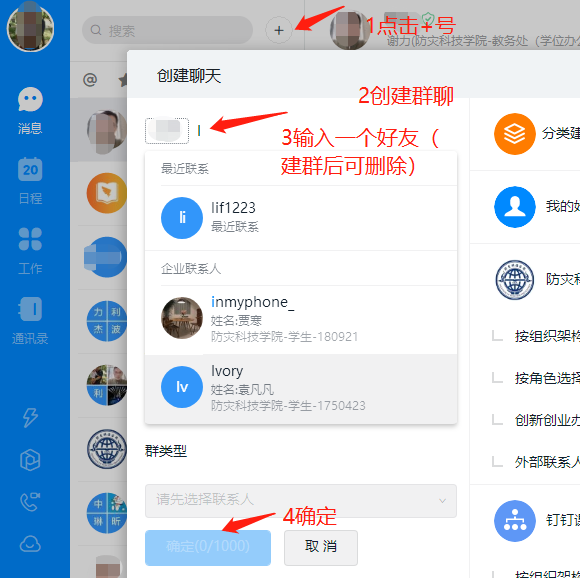 搜索
1点击+号
谢力(防灾科技学院-教务处（学位办公
消息
20
日程
工作
通讯录
力
利
杰
波
中
琳
昕
创建聊天
2创建群聊
3输入一个好友（
建群后可删除）
最近联系
li
lif1223
最近联系
企业联系人
inmyphone_
姓名:贾寒
防灾科技学院-学生-180921
Iv
Ivory
姓名:袁凡凡
防灾科技学院-学生-1750423
群类型
请先选择联系人
4确定
确定(0/1000)
取 消
分类建
我的好
防灾科
按组织架构
按角色选择
创新创业办
外部联系人
钉钉课
按组织架构